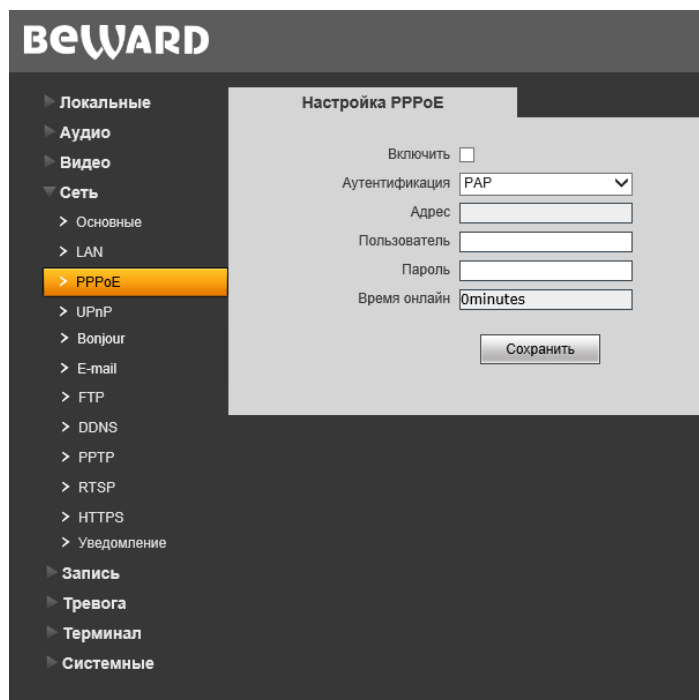 BEWARD
Локальные
Аудио
Видео
Сеть
Основные
LAN
PPPoE
UPnP
Bonjour
E-mail
FTP
DDNS
PPTP
RTSP
HTTPS
Уведомление
Запись
Тревога
Терминал
Системные
Настройка PPPoE
Включить
Аутентификация PAP
Адрес
Пользователь
Пароль
Время онлайн 0minutes
Сохранить